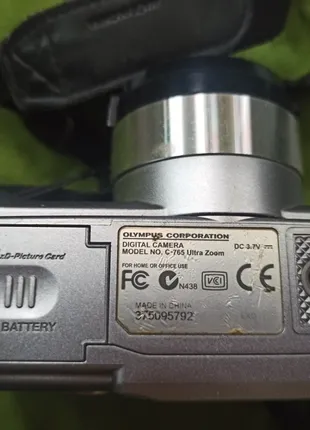 xD-Picture Card
BATTERY
OLYMPUS CORPORATION
DIGITAL CAMERA DC 3.7V
MODEL NO. C-765 Ultra Zoom
FOR HOME OR OFFICE USE
FC N438 VCI CE
MADE IN CHINA
375095792